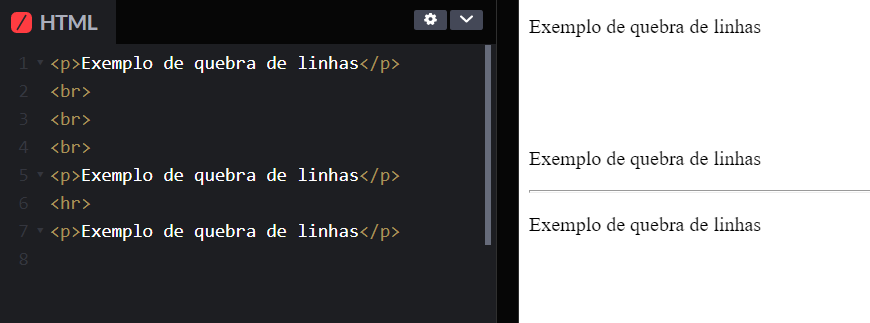 HTML
1 <p>Exemplo de quebra de linhas</p>
2 <br>
3 <br>
4 <br>
5 <p>Exemplo de quebra de linhas</p>
6 <hr>
7 <p>Exemplo de quebra de linhas</p>
8
Exemplo de quebra de linhas
Exemplo de quebra de linhas
Exemplo de quebra de linhas